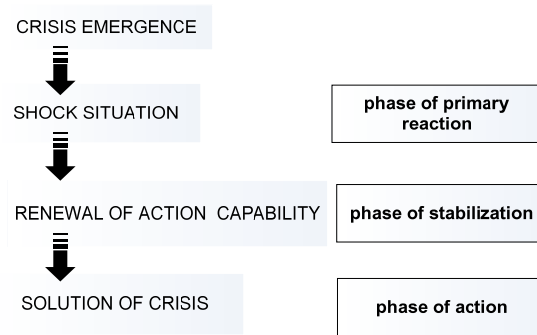 CRISIS EMERGENCE
SHOCK SITUATION
phase of primary
reaction
RENEWAL OF ACTION CAPABILITY
phase of stabilization
SOLUTION OF CRISIS
phase of action